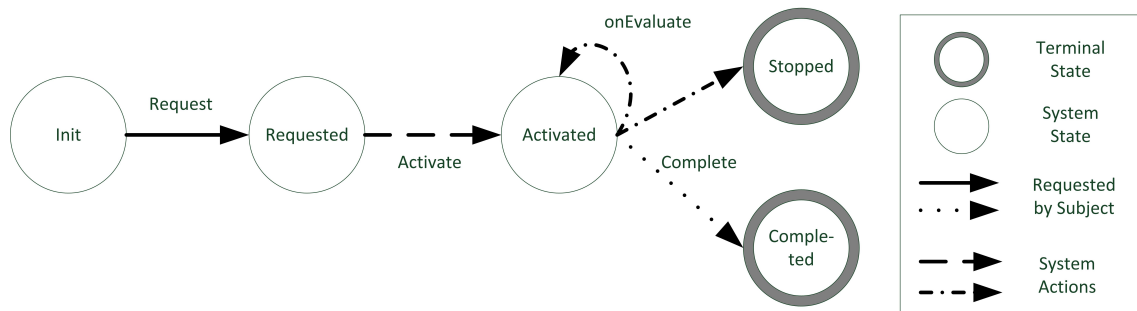 onEvaluate
Init
Request
Requested
Activate
Activated
Stopped
Complete
Comple-
ted
Terminal
State
System
State
Requested
by Subject
System
Actions